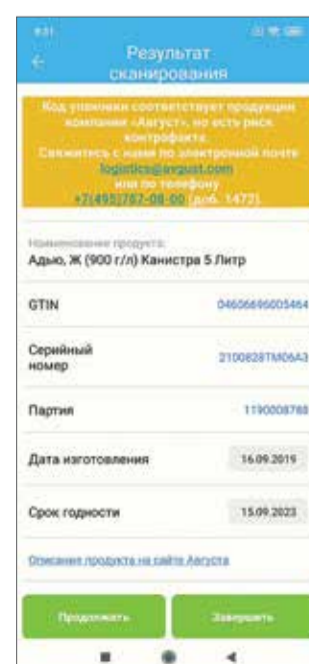 Результат
сканирования
Код упаковки соответствует продукции
компании «Август», но есть риск
контрафакта.
Свяжитесь с нами по электронной почте
logistics@avgust.com
или по телефону
+7(495)787-08-00 (доб. 1472)
Наименование продукта:
Адью, Ж (900 г/л) Канистра 5 Литр
GTIN
04606696005464
Серийный
номер
2100828TM06A3
Партия
1190008788
Дата изготовления
16.09.2019
Срок годности
15.09.2023
Описание продукта на сайте Августа
Продолжить
Завершить